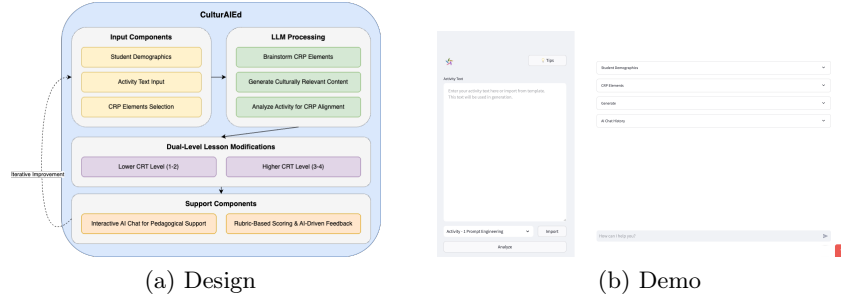 CulturAIEd
Input Components
Student Demographics
Activity Text Input
CRP Elements Selection
LLM Processing
Brainstorm CRP Elements
Generate Culturally Relevant Content
Analyze Activity for CRP Alignment
Dual-Level Lesson Modifications
Lower CRT Level (1-2)
Higher CRT Level (3-4)
Iterative Improvement
Support Components
Interactive AI Chat for Pedagogical Support
Rubric-Based Scoring & AI-Driven Feedback
(a) Design
Tips
Activity Text
Enter your activity text here or import from template.
This text will be used in generation.
Activity - 1 Prompt Engineering
Import
Analyze
Student Demographics
CRP Elements
Generate
AI Chat History
How can I help you?
(b) Demo